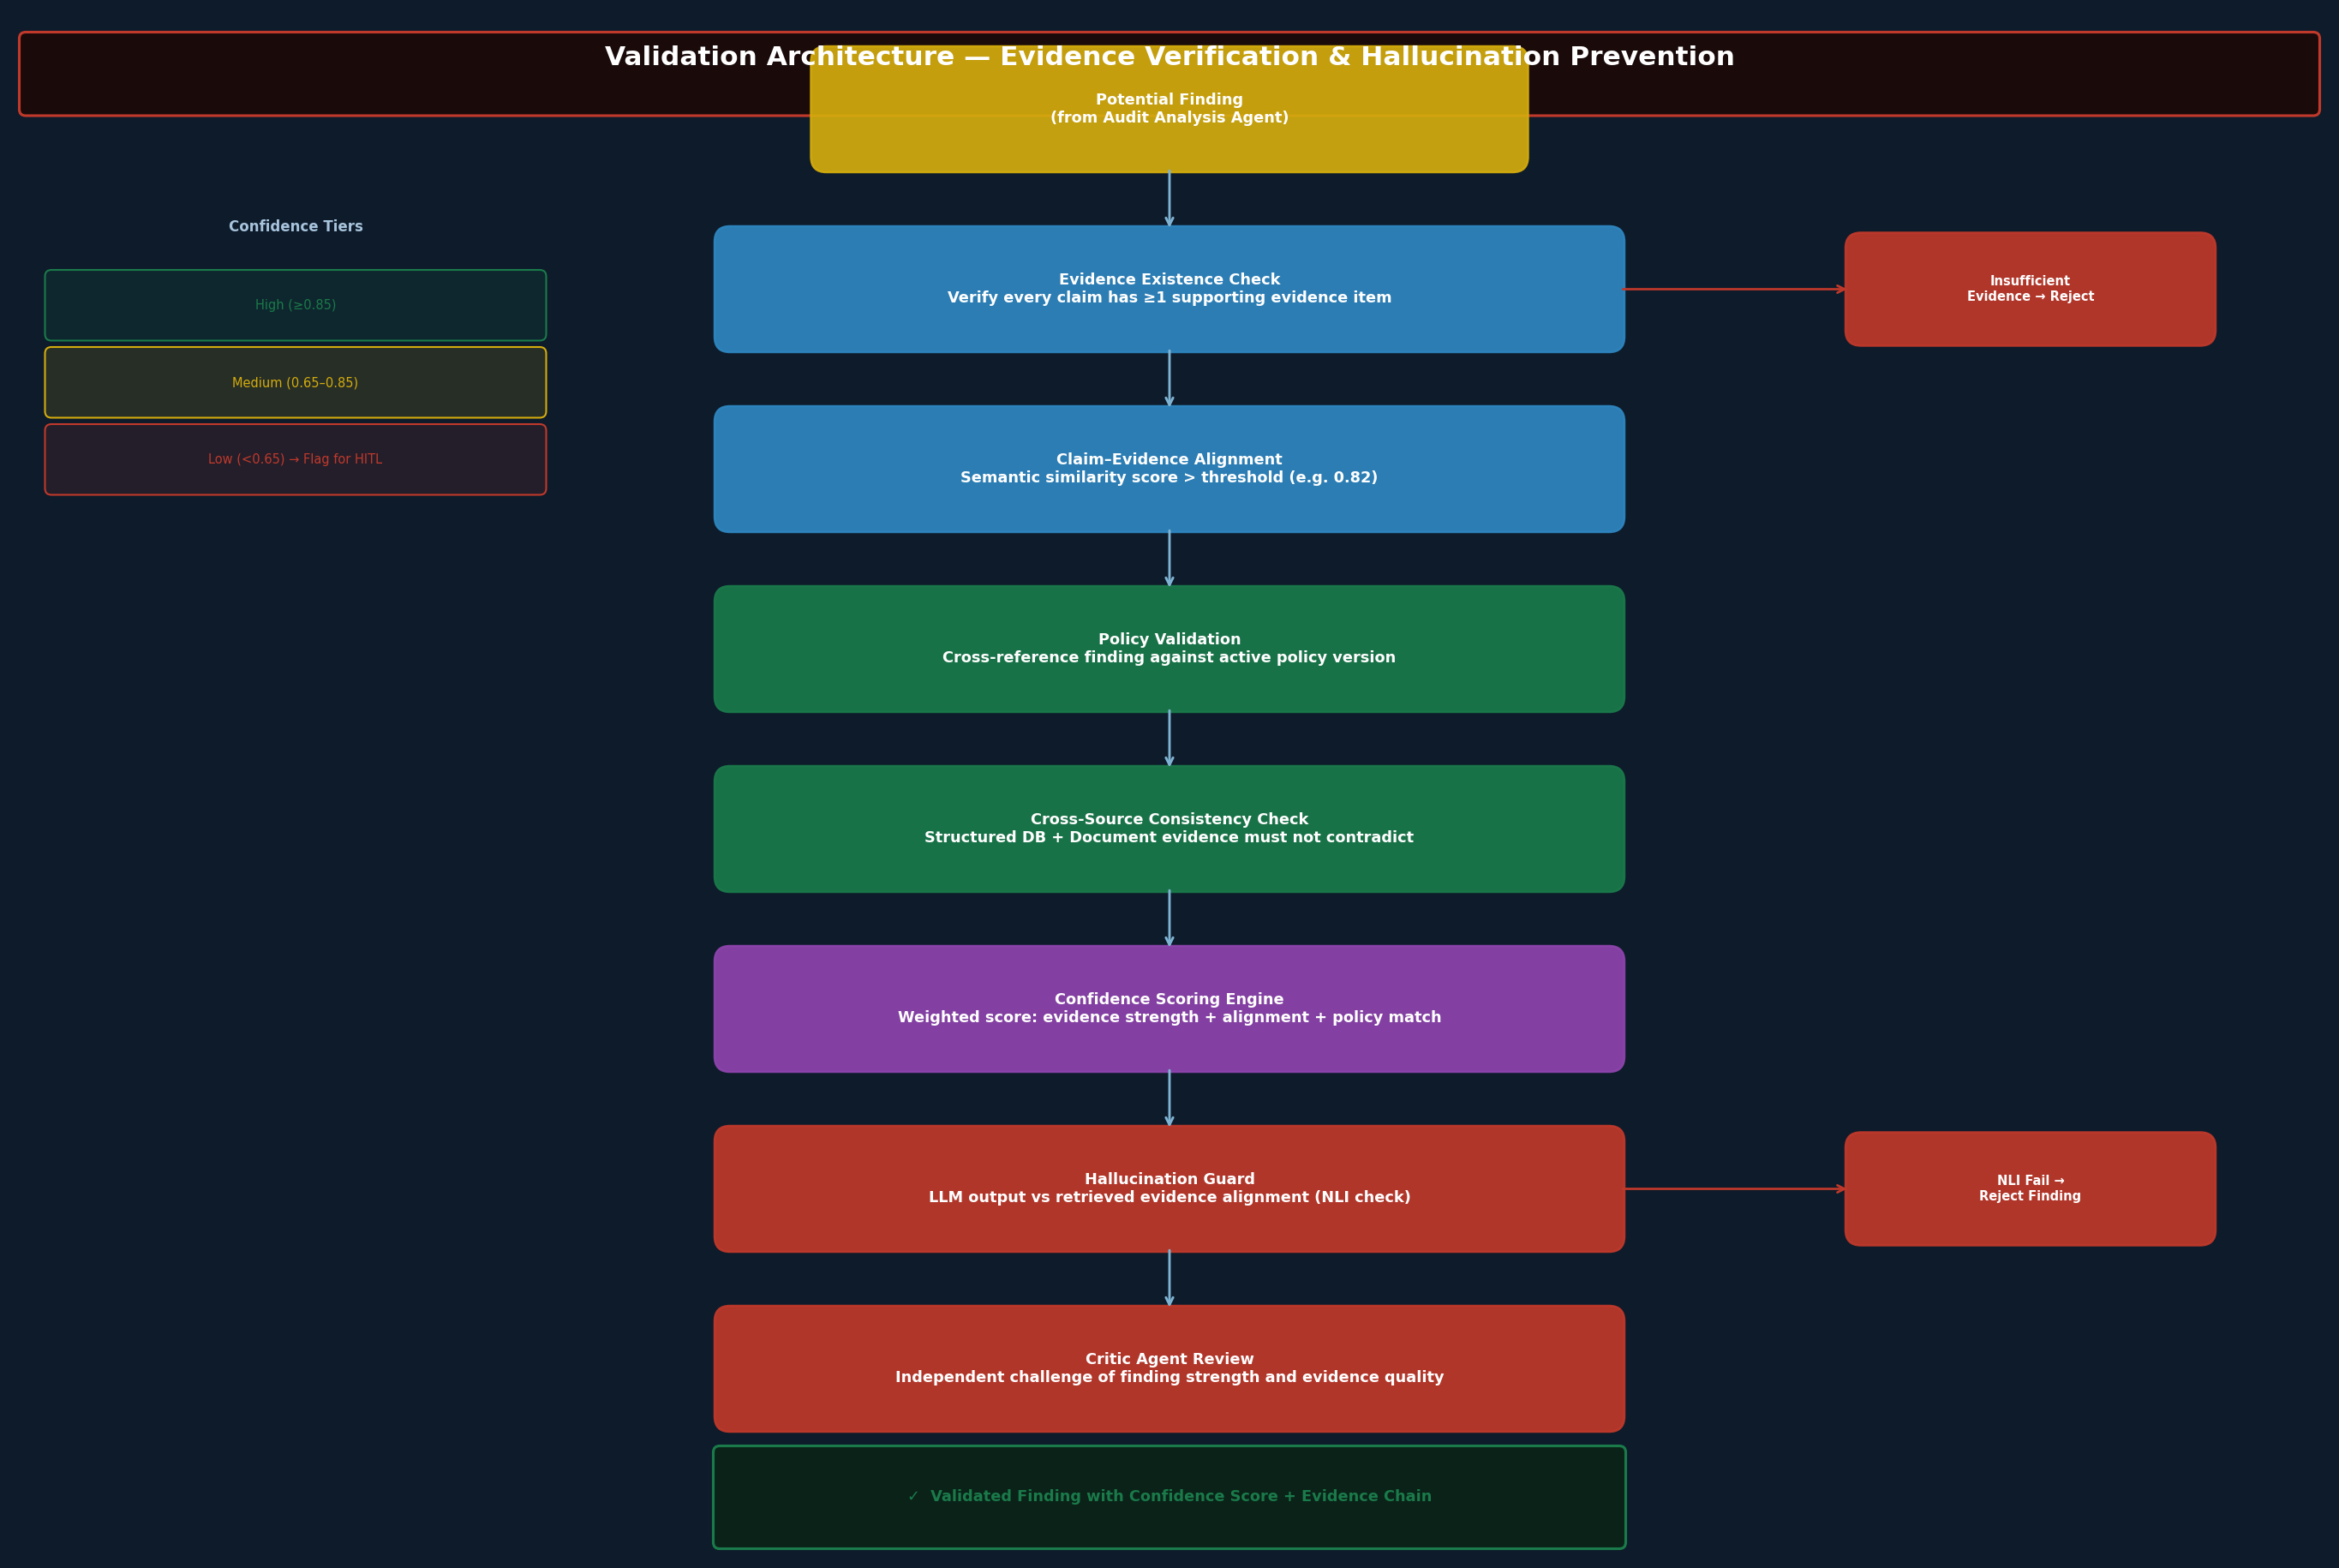 Validation Architecture — Evidence Verification & Hallucination Prevention
Potential Finding
(from Audit Analysis Agent)
Confidence Tiers
High (≥0.85)
Medium (0.65–0.85)
Low (<0.65) → Flag for HITL
Evidence Existence Check
Verify every claim has ≥1 supporting evidence item
Insufficient
Evidence → Reject
Claim–Evidence Alignment
Semantic similarity score > threshold (e.g. 0.82)
Policy Validation
Cross-reference finding against active policy version
Cross-Source Consistency Check
Structured DB + Document evidence must not contradict
Confidence Scoring Engine
Weighted score: evidence strength + alignment + policy match
Hallucination Guard
LLM output vs retrieved evidence alignment (NLI check)
NLI Fail →
Reject Finding
Critic Agent Review
Independent challenge of finding strength and evidence quality
✓ Validated Finding with Confidence Score + Evidence Chain